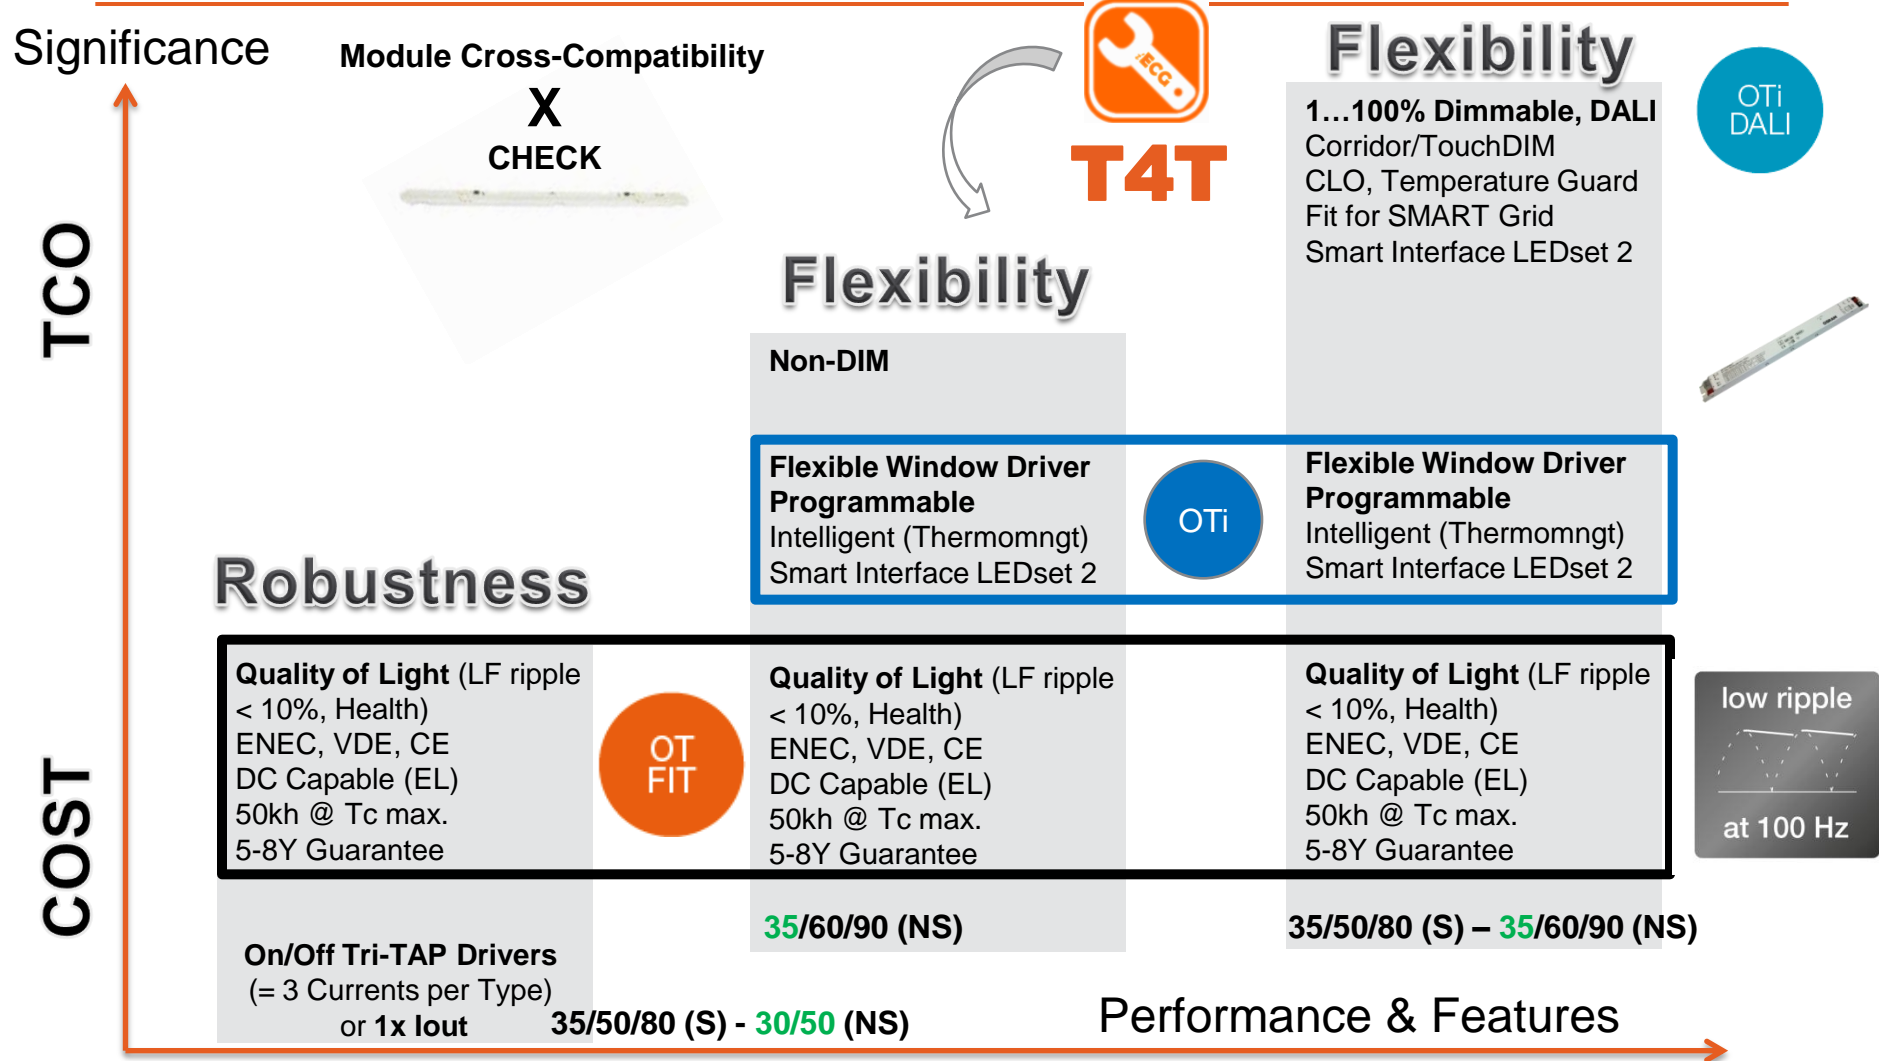 Significance
Module Cross-Compatibility
X
CHECK
iECG
T4T
Flexibility
1…100% Dimmable, DALI
Corridor/TouchDIM
CLO, Temperature Guard
Fit for SMART Grid
Smart Interface LEDset 2
OTi
DALI
TCO
Flexibility
Non-DIM
Flexible Window Driver
Programmable
Intelligent (Thermomngt)
Smart Interface LEDset 2
OTi
Flexible Window Driver
Programmable
Intelligent (Thermomngt)
Smart Interface LEDset 2
Robustness
Quality of Light (LF ripple
< 10%, Health)
ENEC, VDE, CE
DC Capable (EL)
50kh @ Tc max.
5-8Y Guarantee
OT
FIT
Quality of Light (LF ripple
< 10%, Health)
ENEC, VDE, CE
DC Capable (EL)
50kh @ Tc max.
5-8Y Guarantee
Quality of Light (LF ripple
< 10%, Health)
ENEC, VDE, CE
DC Capable (EL)
50kh @ Tc max.
5-8Y Guarantee
low ripple
at 100 Hz
COST
35/60/90 (NS)
35/50/80 (S) – 35/60/90 (NS)
On/Off Tri-TAP Drivers
(= 3 Currents per Type)
or 1x Iout
35/50/80 (S) - 30/50 (NS)
Performance & Features